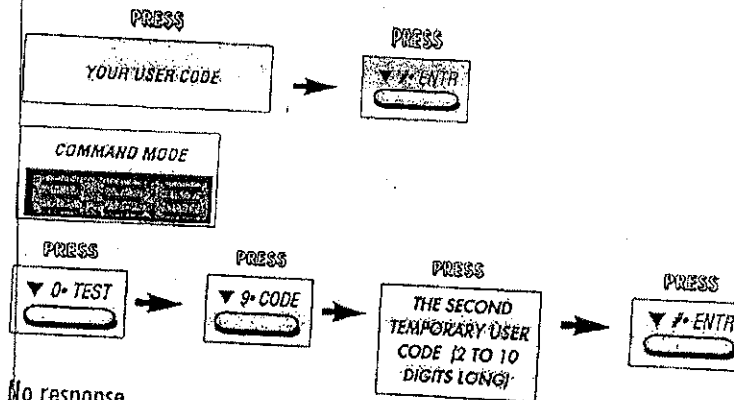 PRESS
PRESS
YOUR USER CODE
▼ #• ENTR
COMMAND MODE
PRESS
PRESS
PRESS
PRESS
▼ 0• TEST
▼ 9• CODE
THE SECOND
TEMPORARY USER
CODE (2 TO 10
DIGITS LONG)
▼ #• ENTR
No response